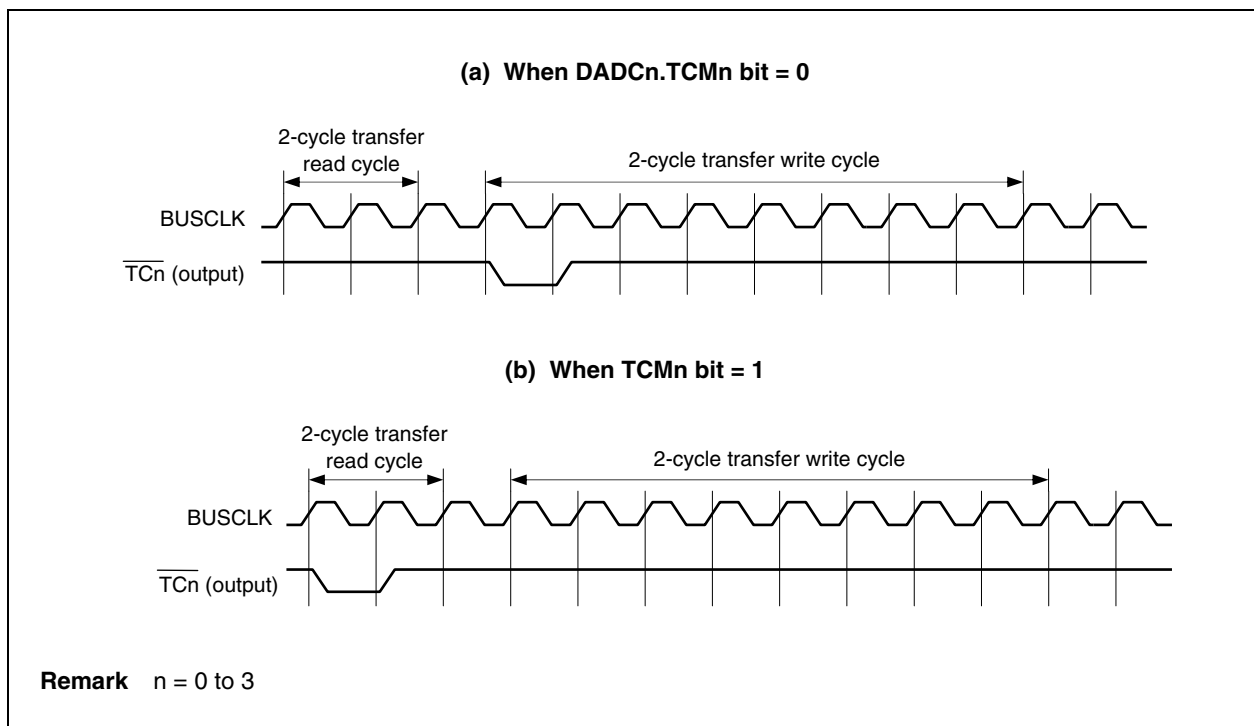 (a) When DADCn.TCMn bit = 0
2-cycle transfer
read cycle
2-cycle transfer write cycle
BUSCLK
TCn (output)
(b) When TCMn bit = 1
2-cycle transfer
read cycle
2-cycle transfer write cycle
BUSCLK
TCn (output)
Remark n = 0 to 3